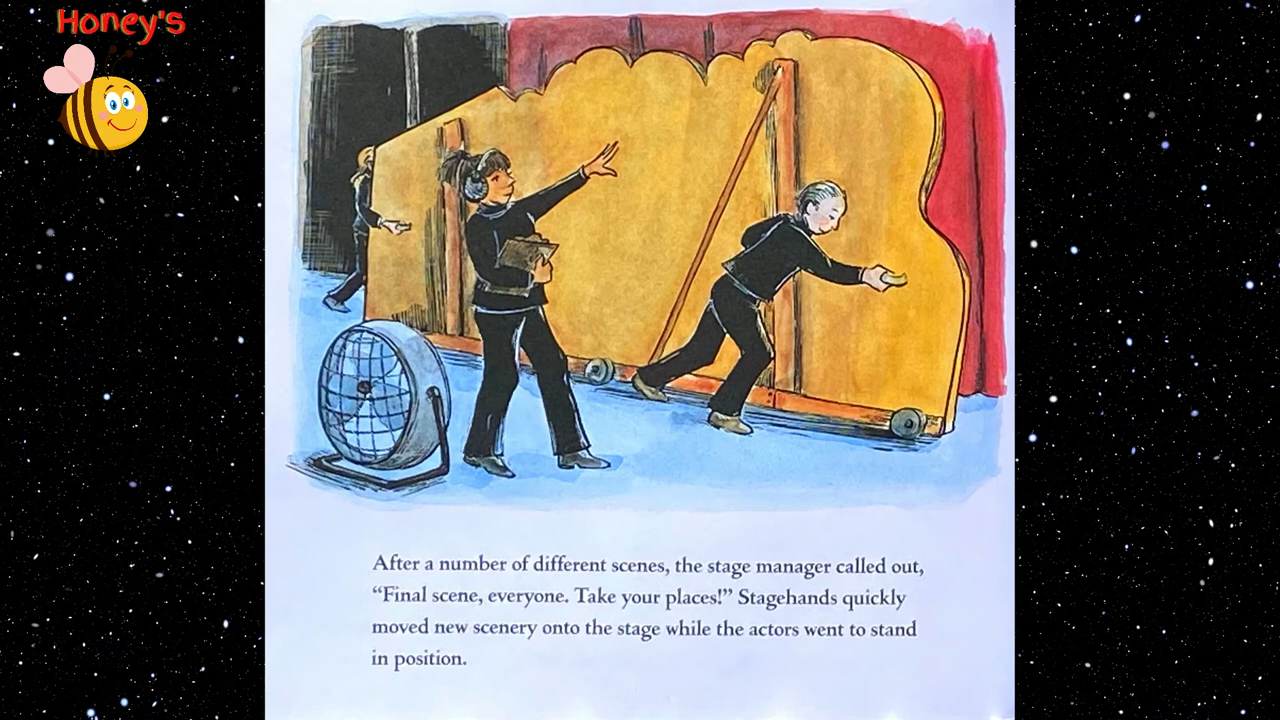 Honey's
After a number of different scenes, the stage manager called out,
“Final scene, everyone. Take your places!” Stagehands quickly
moved new scenery onto the stage while the actors went to stand
in position.